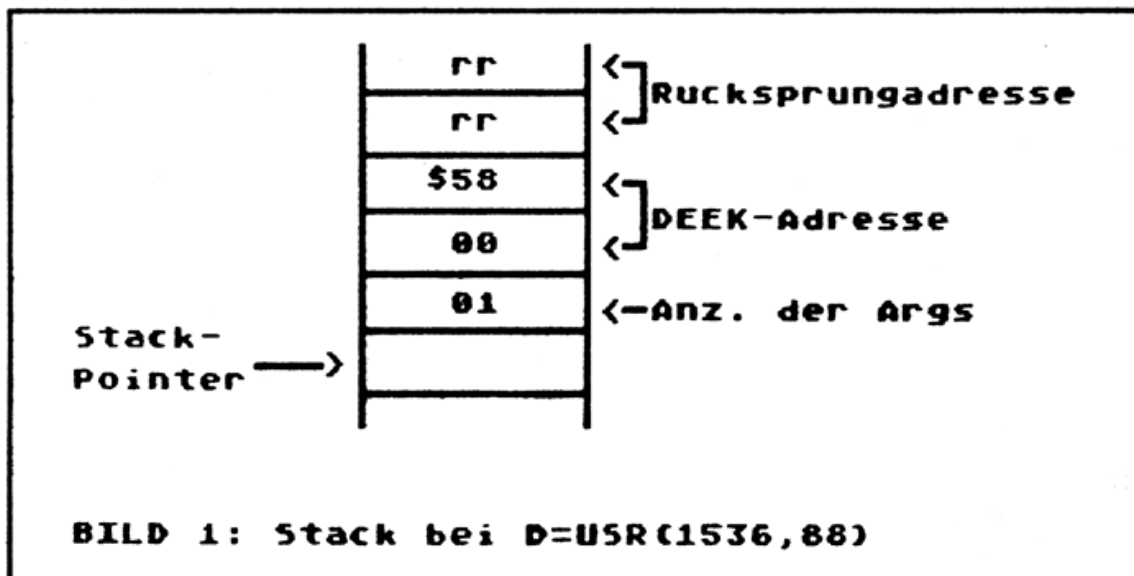 rr
Rucksprungadresse
rr
$58
DEEK-Adresse
00
01
Anz. der Args
Stack-
Pointer
BILD 1: Stack bei D=USR(1536,88)